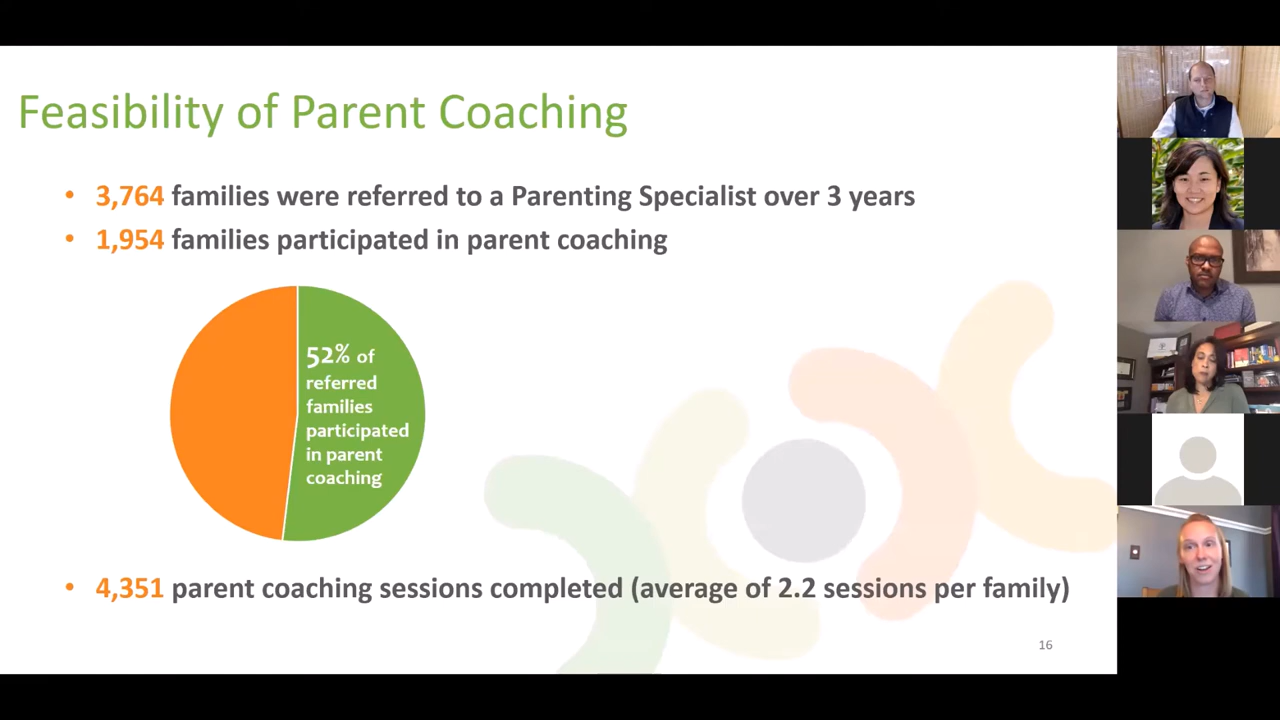 Feasibility of Parent Coaching
• 3,764 families were referred to a Parenting Specialist over 3 years
• 1,954 families participated in parent coaching
52% of
referred
families
participated
in parent
coaching
• 4,351 parent coaching sessions completed (average of 2.2 sessions per family)
16